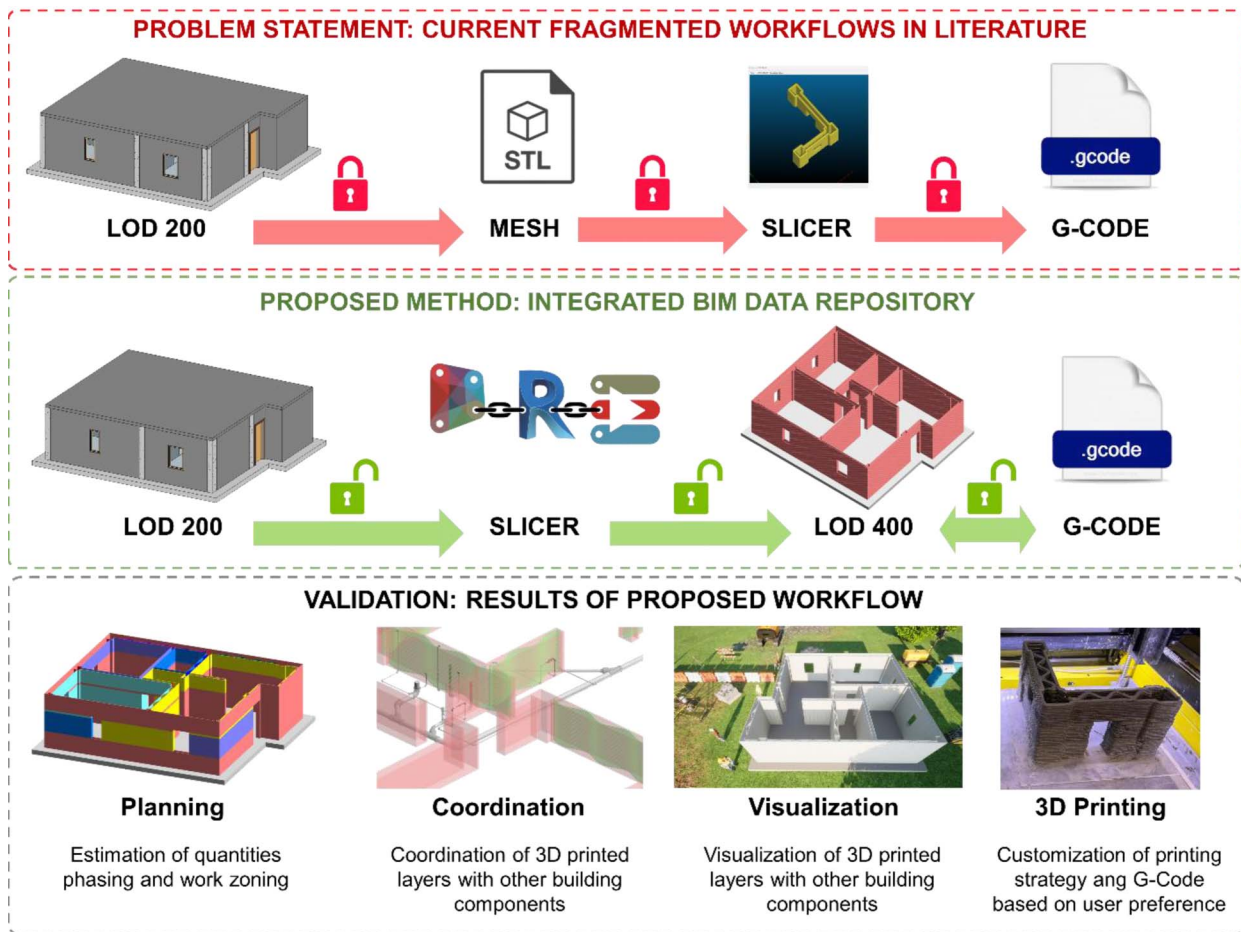 PROBLEM STATEMENT: CURRENT FRAGMENTED WORKFLOWS IN LITERATURE
STL
.gcode
LOD 200
MESH
SLICER
G-CODE
PROPOSED METHOD: INTEGRATED BIM DATA REPOSITORY
R
.gcode
LOD 200
SLICER
LOD 400
G-CODE
VALIDATION: RESULTS OF PROPOSED WORKFLOW
Planning
Estimation of quantities
phasing and work zoning
Coordination
Coordination of 3D printed
layers with other building
components
Visualization
Visualization of 3D printed
layers with other building
components
3D Printing
Customization of printing
strategy ang G-Code
based on user preference